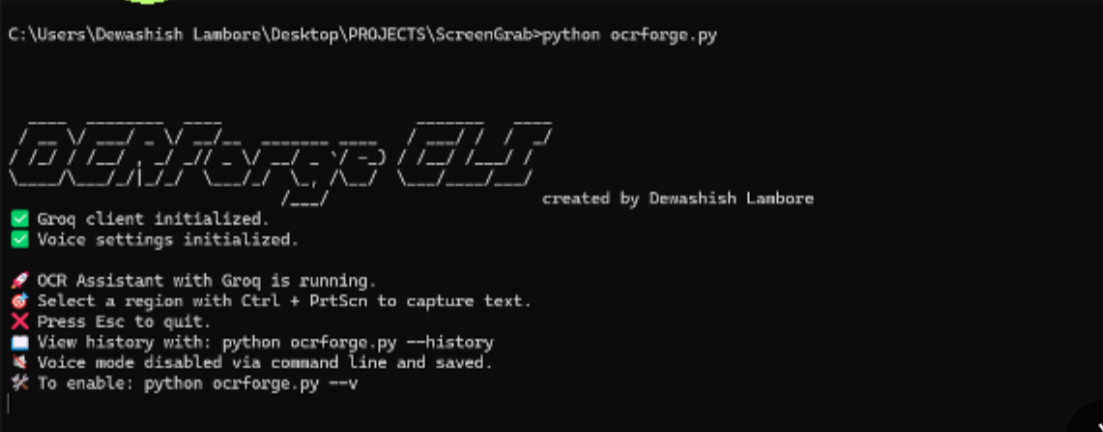 C:\Users\Dewashish Lambore\Desktop\PROJECTS\ScreenGrab>python ocrforge.py
OCRForge CLI
created by Dewashish Lambore
✅ Groq client initialized.
✅ Voice settings initialized.
🚀 OCR Assistant with Groq is running.
🎯 Select a region with Ctrl + PrtScn to capture text.
❌ Press Esc to quit.
📖 View history with: python ocrforge.py --history
🔇 Voice mode disabled via command line and saved.
🛠 To enable: python ocrforge.py --v